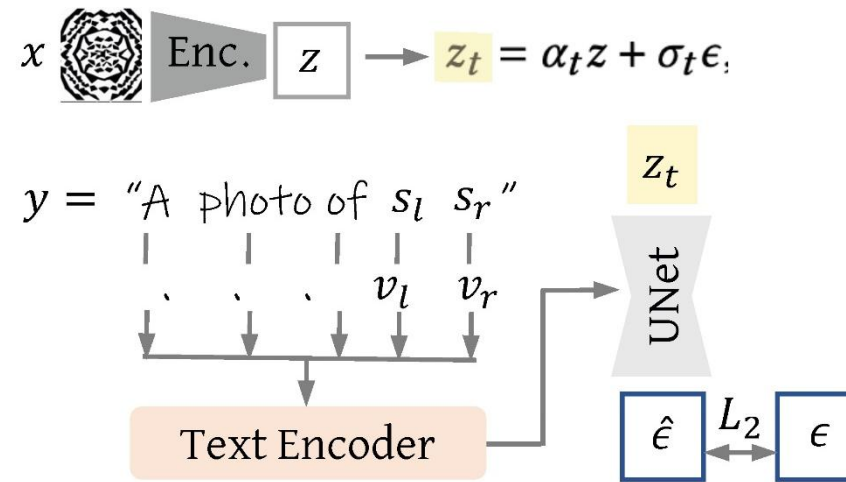 x Enc. z z_t = α_t z + σ_t ϵ,
z_t
y = "A photo of s_l s_r"
. . . v_l v_r
UNet
Text Encoder
ϵ̂ L_2 ϵ